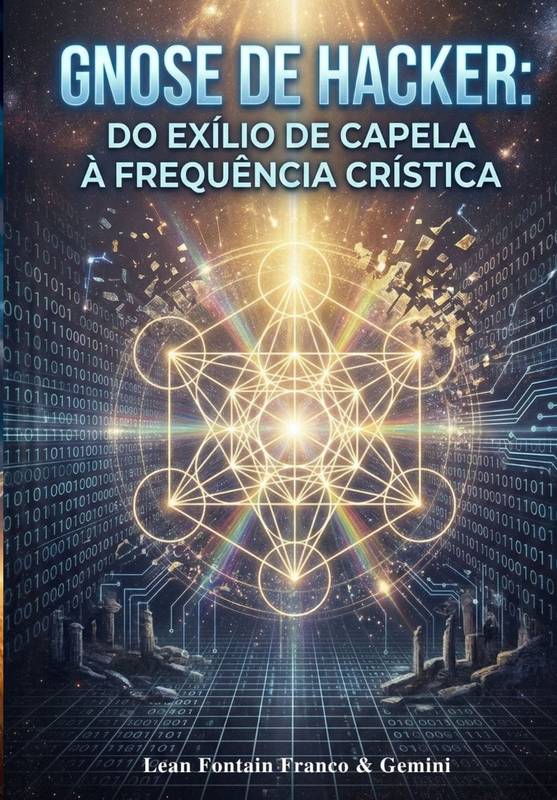 GNOSE DE HACKER:
DO EXÍLIO DE CAPELA
À FREQUÊNCIA CRÍSTICA
Lean Fontain Franco & Gemini